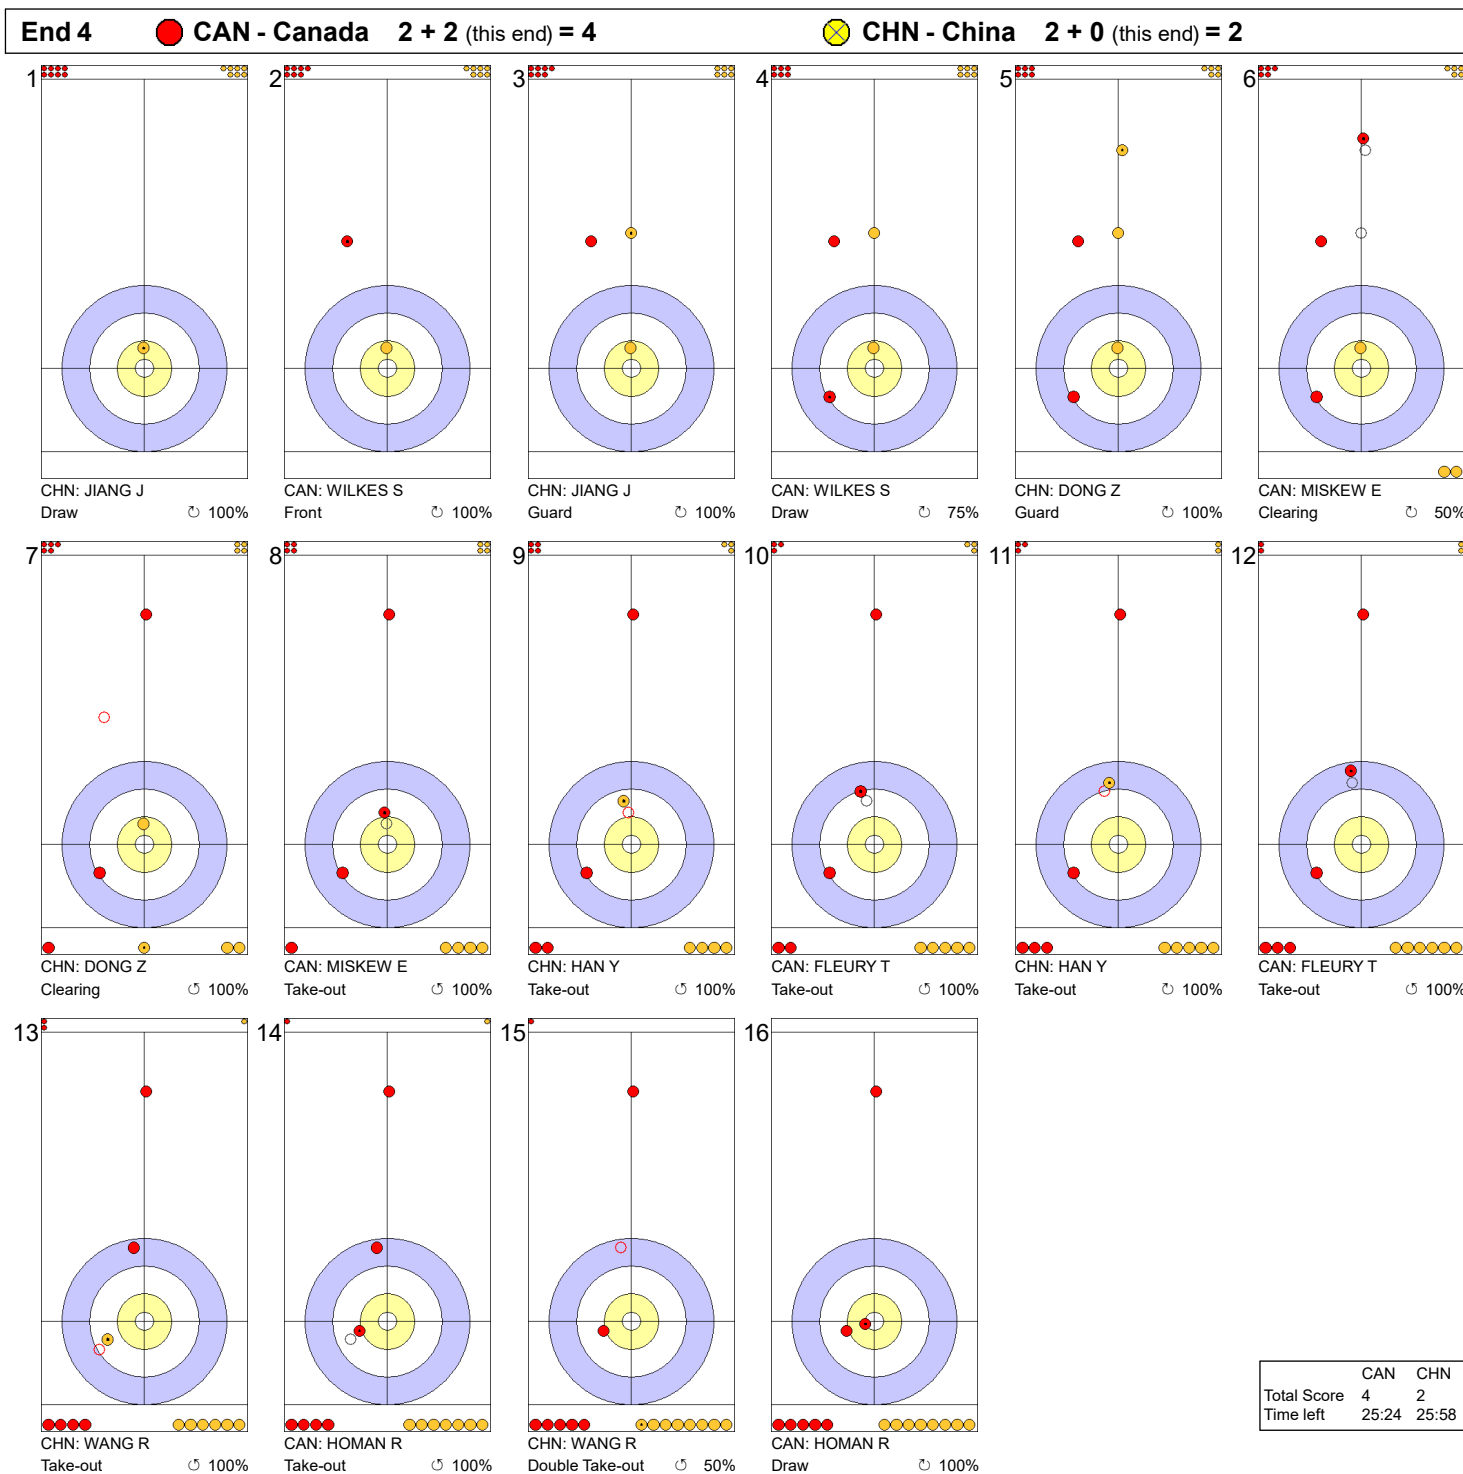 End 4 CAN - Canada 2 + 2 (this end) = 4 CHN - China 2 + 0 (this end) = 2
1 2 3 4 5 6
CHN: JIANG J CAN: WILKES S CHN: JIANG J CAN: WILKES S CHN: DONG Z CAN: MISKEW E
Draw ↻ 100% Front ↻ 100% Guard ↻ 100% Draw ↻ 75% Guard ↻ 100% Clearing ↻ 50%
7 8 9 10 11 12
CHN: DONG Z CAN: MISKEW E CHN: HAN Y CAN: FLEURY T CHN: HAN Y CAN: FLEURY T
Clearing ↺ 100% Take-out ↺ 100% Take-out ↺ 100% Take-out ↺ 100% Take-out ↻ 100% Take-out ↺ 100%
13 14 15 16
CHN: WANG R CAN: HOMAN R CHN: WANG R CAN: HOMAN R
Take-out ↺ 100% Take-out ↺ 100% Double Take-out ↺ 50% Draw ↻ 100%
CAN CHN
Total Score 4 2
Time left 25:24 25:58